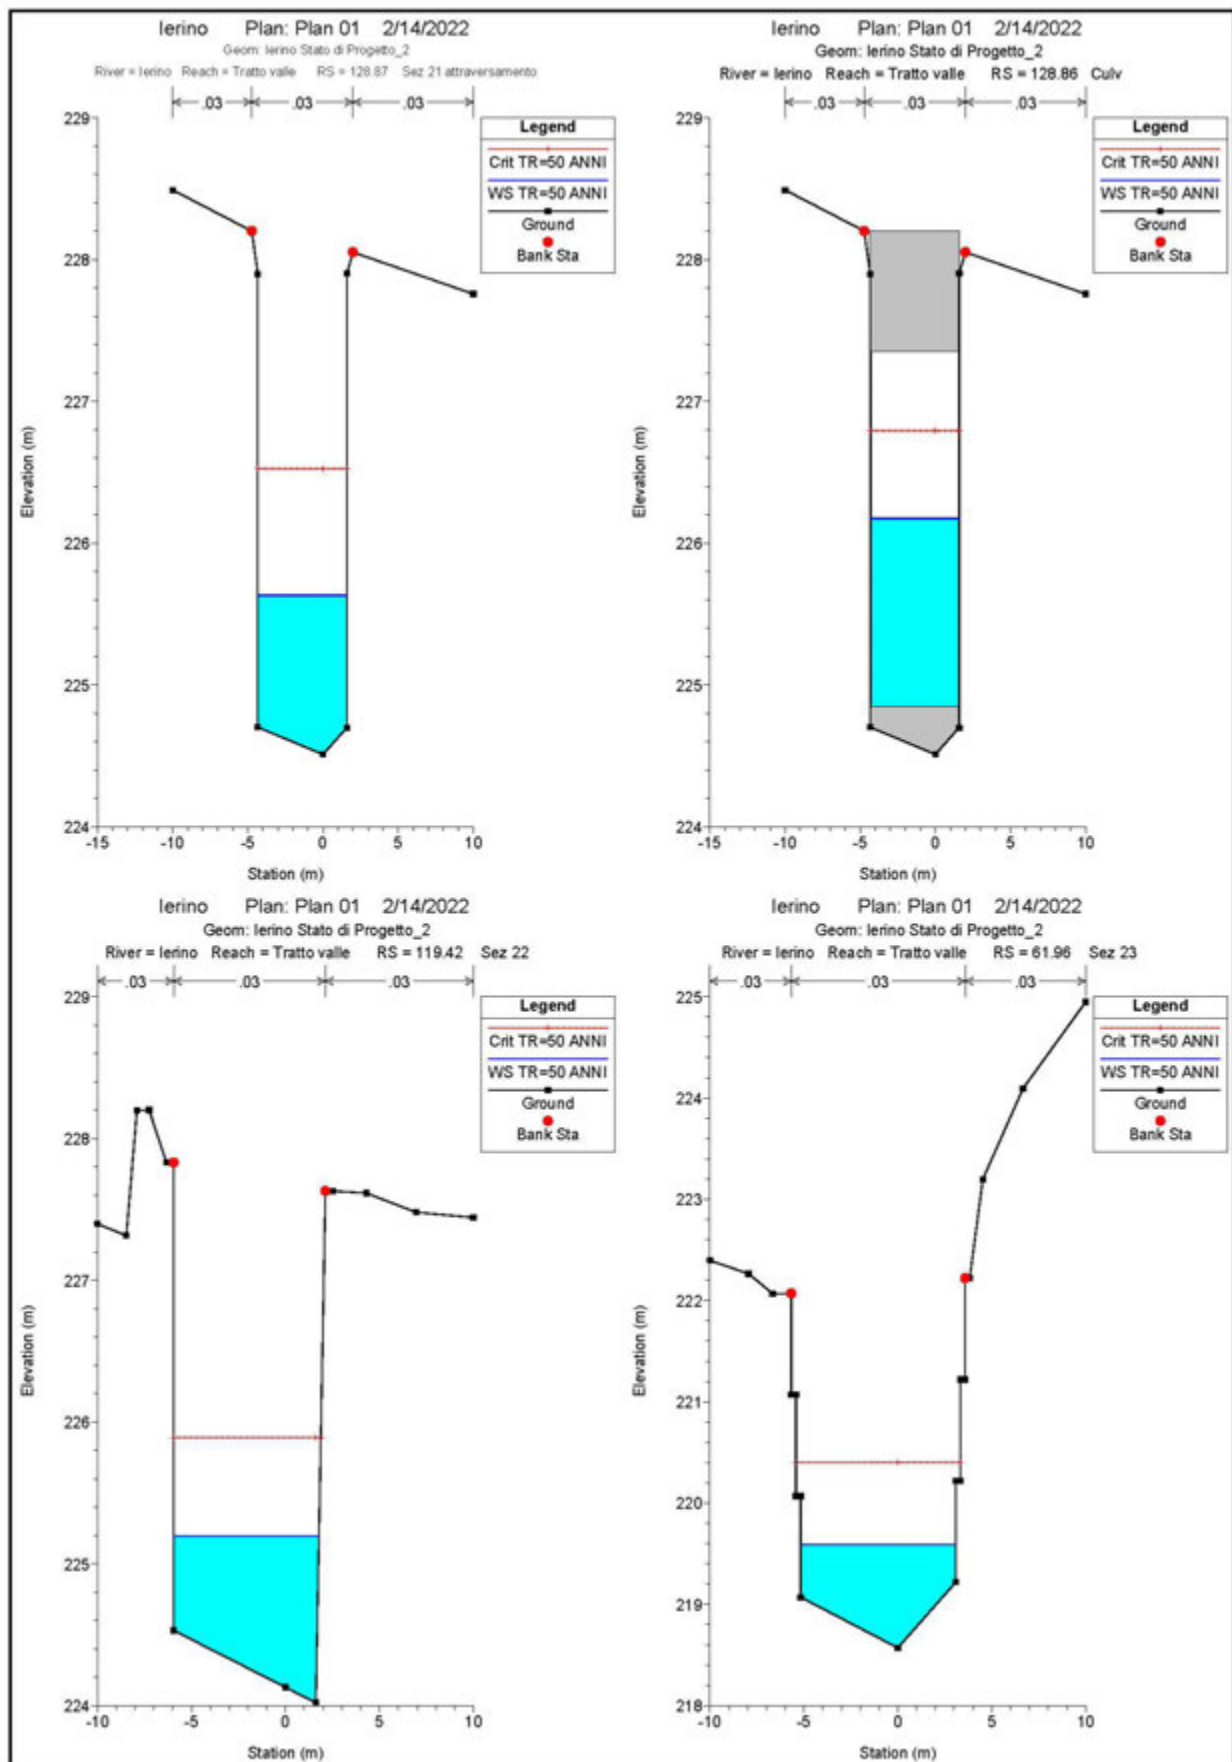 Ierino Plan: Plan 01 2/14/2022
Geom: Ierino Stato di Progetto_2
River = Ierino Reach = Tratto valle RS = 128.87 Sez 21 attraversamento
.03 .03 .03
Legend
Crit TR=50 ANNI
WS TR=50 ANNI
Ground
Bank Sta
229
228
227
226
225
224
Elevation (m)
-15 -10 -5 0 5 10
Station (m)
Ierino Plan: Plan 01 2/14/2022
Geom: Ierino Stato di Progetto_2
River = Ierino Reach = Tratto valle RS = 128.86 Culv
.03 .03 .03
Legend
Crit TR=50 ANNI
WS TR=50 ANNI
Ground
Bank Sta
229
228
227
226
225
224
Elevation (m)
-15 -10 -5 0 5 10
Station (m)
Ierino Plan: Plan 01 2/14/2022
Geom: Ierino Stato di Progetto_2
River = Ierino Reach = Tratto valle RS = 119.42 Sez 22
.03 .03 .03
Legend
Crit TR=50 ANNI
WS TR=50 ANNI
Ground
Bank Sta
229
228
227
226
225
224
Elevation (m)
-10 -5 0 5 10
Station (m)
Ierino Plan: Plan 01 2/14/2022
Geom: Ierino Stato di Progetto_2
River = Ierino Reach = Tratto valle RS = 61.96 Sez 23
.03 .03 .03
Legend
Crit TR=50 ANNI
WS TR=50 ANNI
Ground
Bank Sta
225
224
223
222
221
220
219
218
Elevation (m)
-10 -5 0 5 10
Station (m)